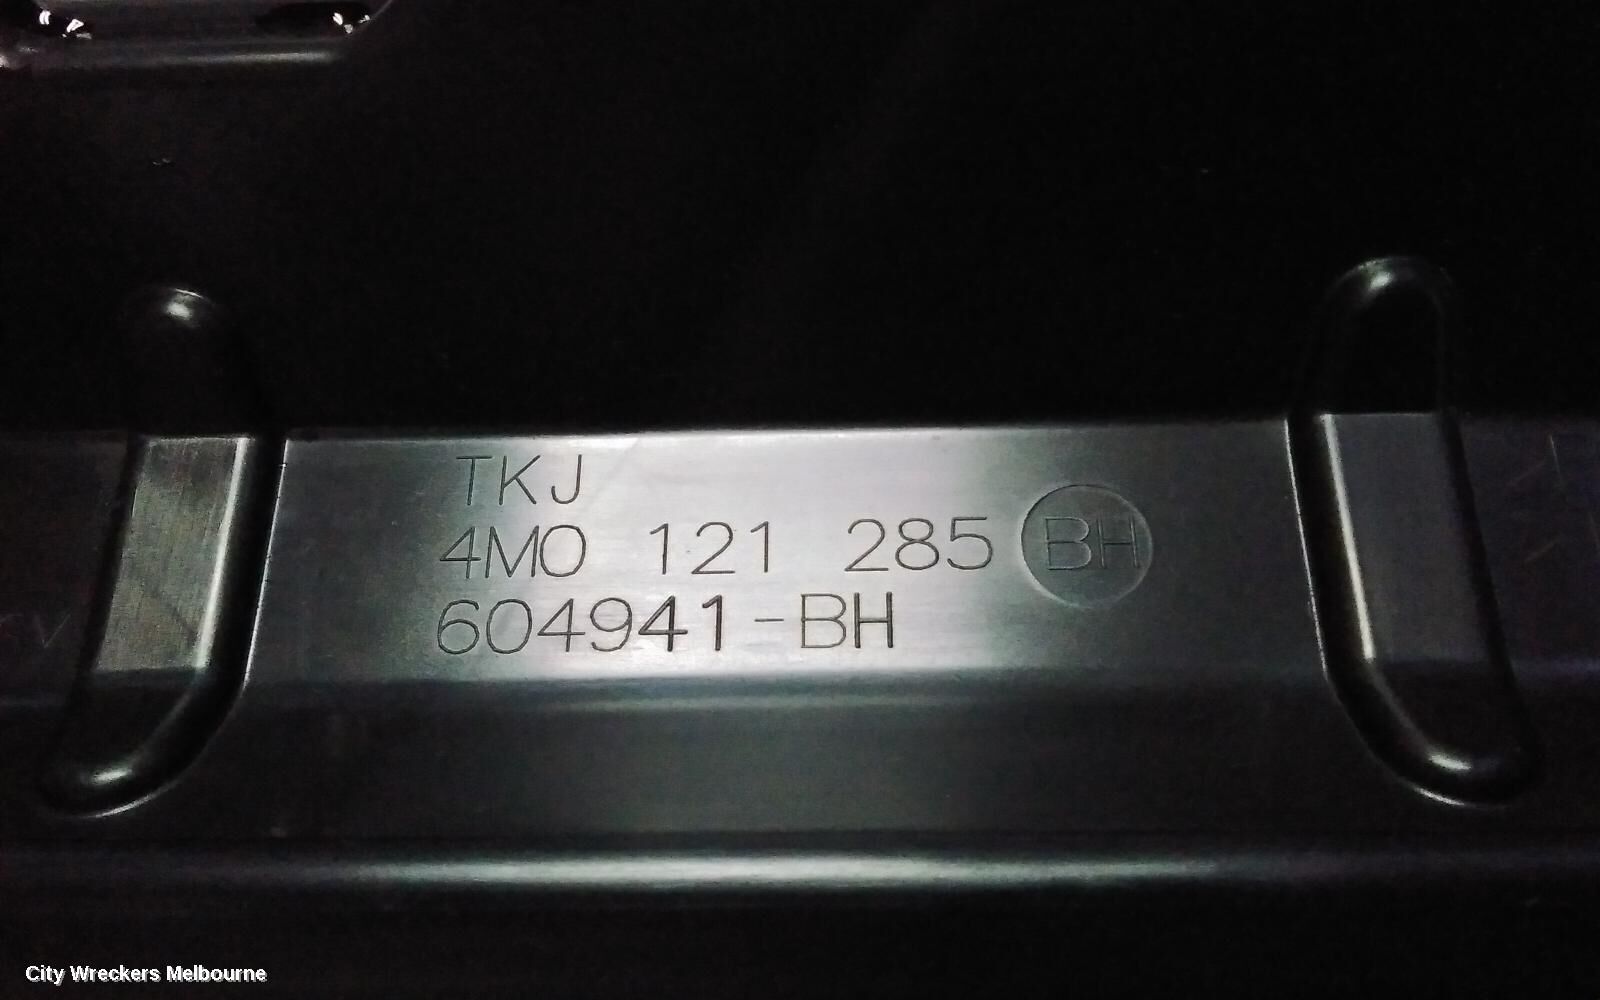 TKJ
4M0 121 285 BH
604941-BH
City Wreckers Melbourne